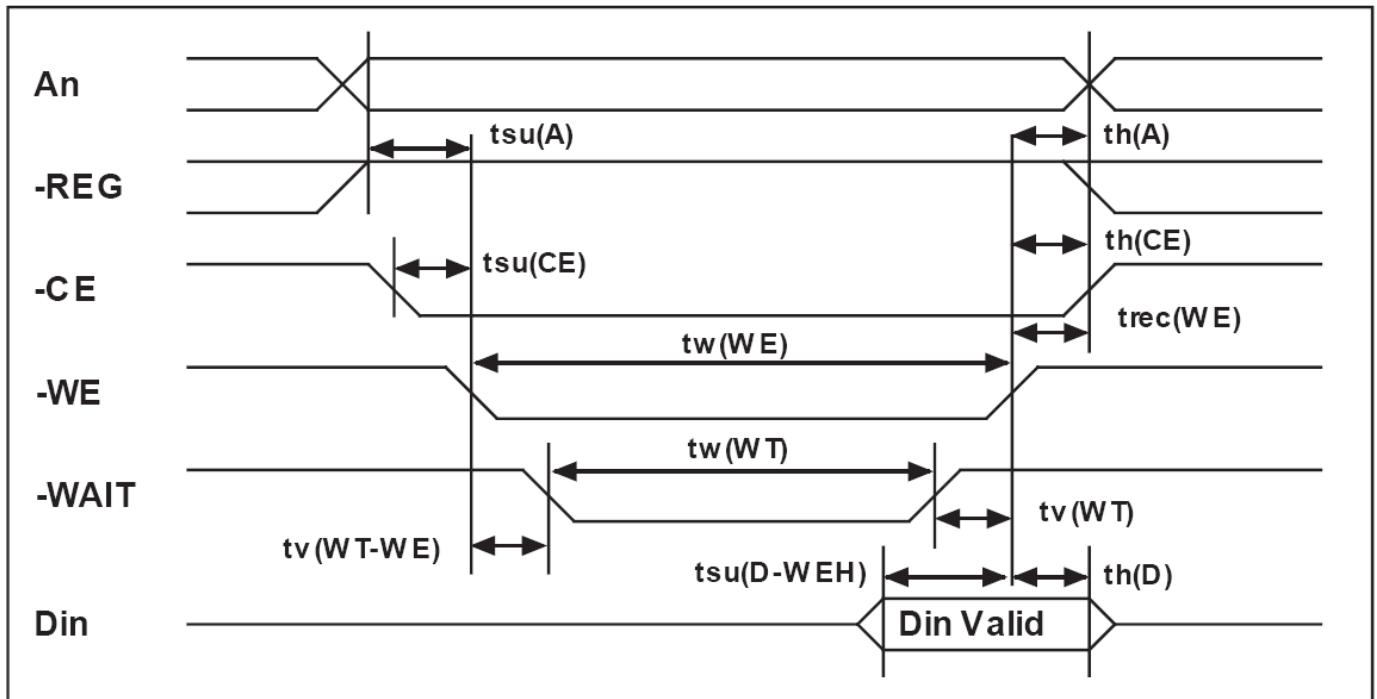 An
tsu(A)
th(A)
-REG
th(CE)
tsu(CE)
-CE
trec(WE)
tw(WE)
-WE
tw(WT)
-WAIT
tv(WT)
tv(WT-WE)
tsu(D-WEH)
th(D)
Din
Din Valid